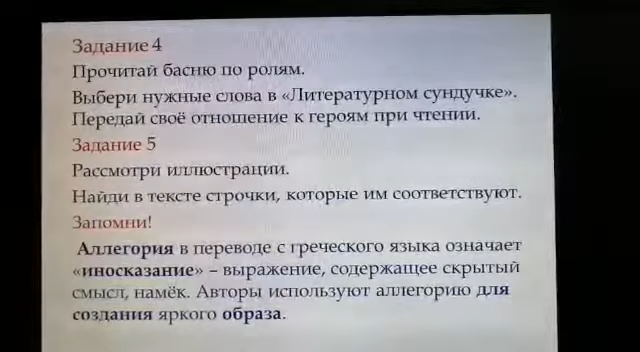 Задание 4
Прочитай басню по ролям.
Выбери нужные слова в «Литературном сундучке».
Передай своё отношение к героям при чтении.
Задание 5
Рассмотри иллюстрации.
Найди в тексте строчки, которые им соответствуют.
Запомни!
Аллегория в переводе с греческого языка означает
«иносказание» – выражение, содержащее скрытый
смысл, намёк. Авторы используют аллегорию для
создания яркого образа.